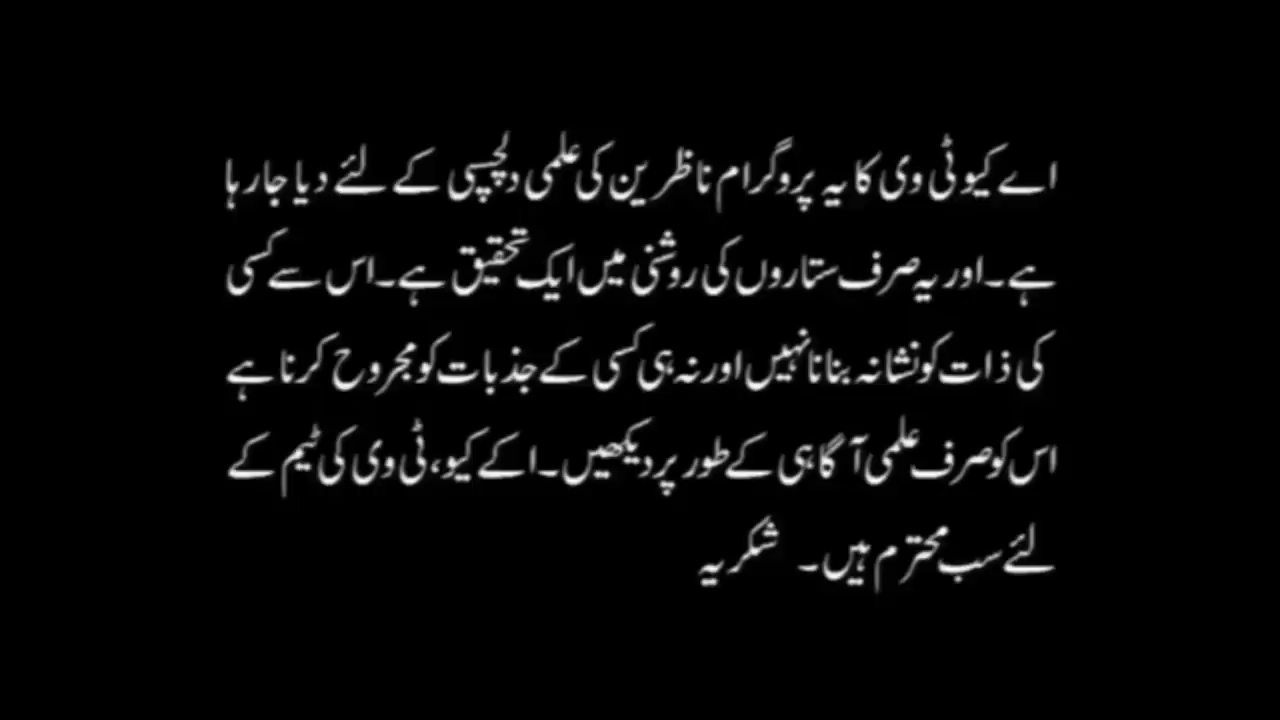 اے کیو ٹی وی کا یہ پروگرام ناظرین کی علمی دلچسپی کے لئے دیا جارہا
ہے۔ اور یہ صرف ستاروں کی روشنی میں ایک تحقیق ہے۔ اس سے کسی
کی ذات کو نشانہ بنانا نہیں اور نہ ہی کسی کے جذبات کو مجروح کرنا ہے
اس کو صرف علمی آگاہی کے طور پر دیکھیں۔ اکے کیو، ٹی وی کی ٹیم کے
لئے سب محترم ہیں۔ شکریہ